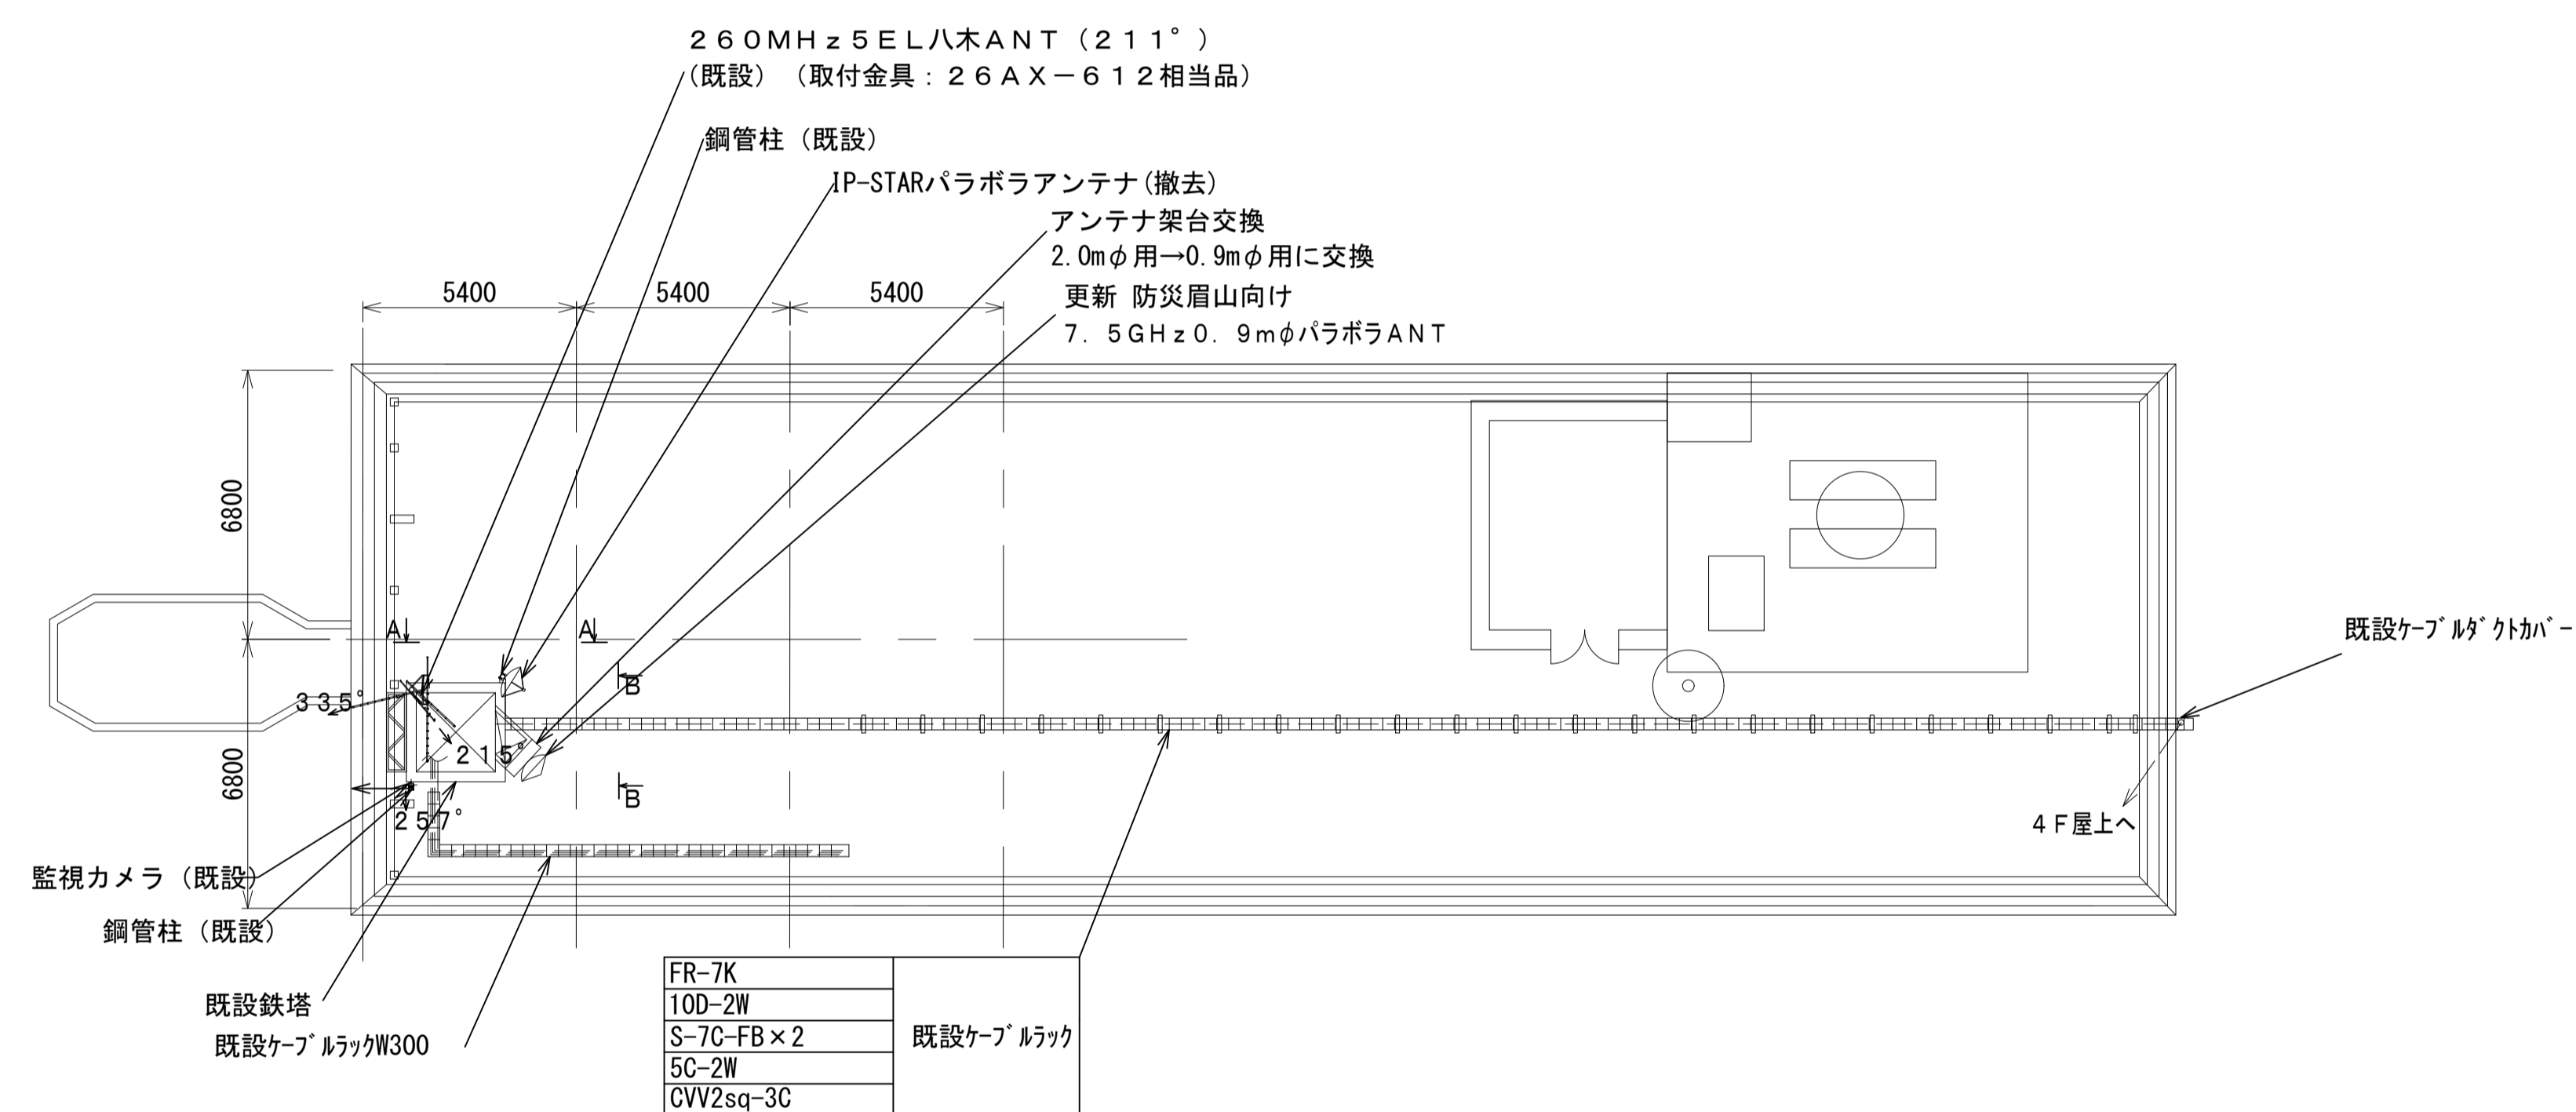 ２６０ＭＨｚ５ＥＬ八木ＡＮＴ（２１１°）
（既設）（取付金具：２６ＡＸ－６１２相当品）
鋼管柱（既設）
IP-STARパラボラアンテナ(撤去)
アンテナ架台交換
2.0mφ用→0.9mφ用に交換
更新 防災眉山向け
７．５ＧＨｚ０．９ｍφパラボラＡＮＴ
5400
5400
5400
6800
6800
A
A
B
B
３３５°
２１５°
２５７°
既設ｹｰﾌﾞﾙﾀﾞｸﾄｶﾊﾞｰ
４Ｆ屋上へ
監視カメラ（既設）
鋼管柱（既設）
既設鉄塔
既設ｹｰﾌﾞﾙﾗｯｸW300
FR-7K
10D-2W
S-7C-FB×2
5C-2W
CVV2sq-3C
既設ｹｰﾌﾞﾙﾗｯｸ